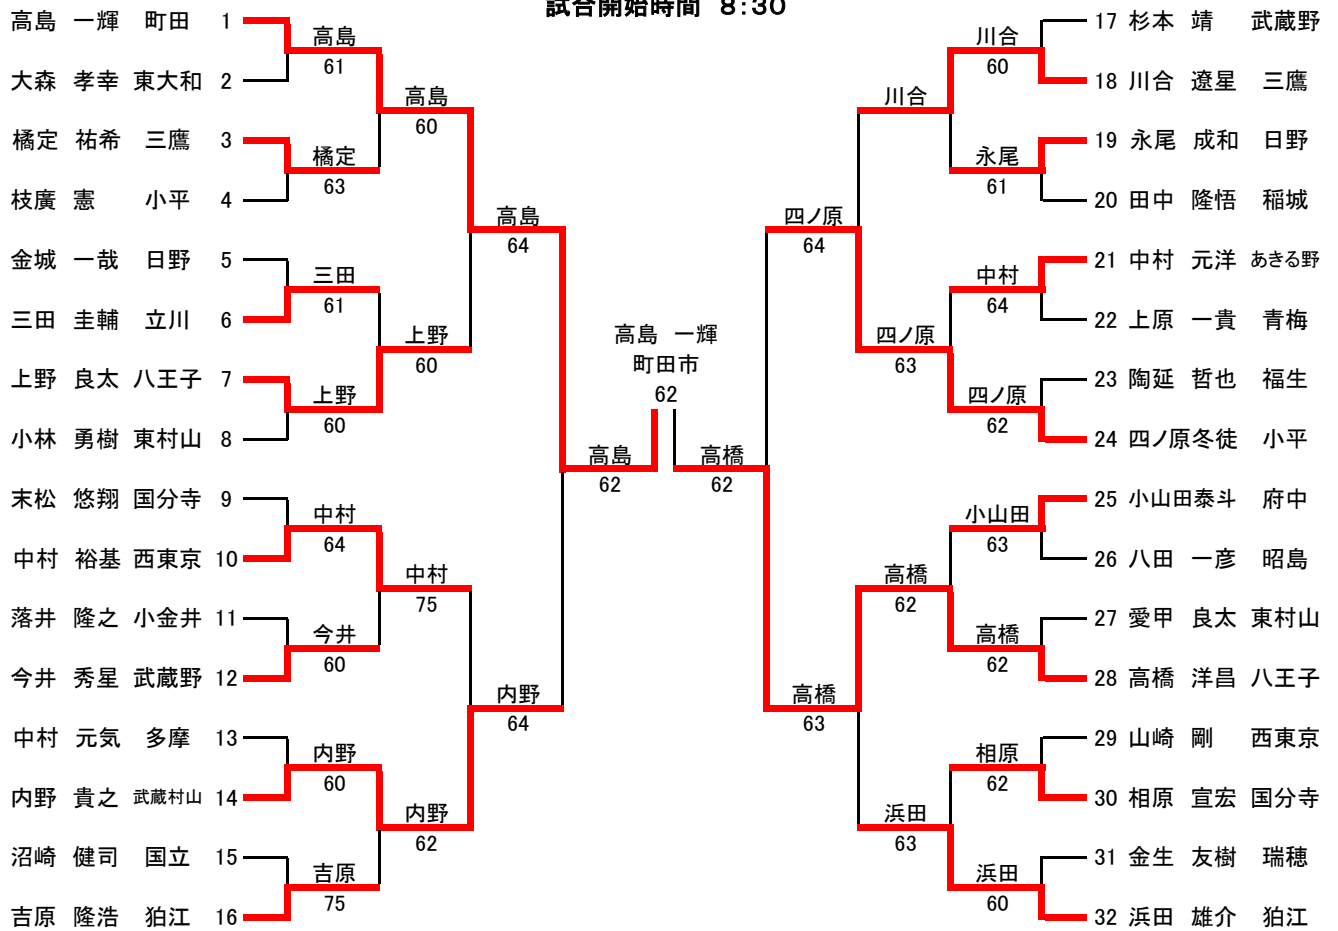 試合開始時間 8:30
高島 一輝 町田 1
大森 孝幸 東大和 2
橘定 祐希 三鷹 3
枝廣 憲 小平 4
金城 一哉 日野 5
三田 圭輔 立川 6
上野 良太 八王子 7
小林 勇樹 東村山 8
末松 悠翔 国分寺 9
中村 裕基 西東京 10
落井 隆之 小金井 11
今井 秀星 武蔵野 12
中村 元気 多摩 13
内野 貴之 武蔵村山 14
沼崎 健司 国立 15
吉原 隆浩 狛江 16
高島
61
橘定
63
三田
61
上野
60
中村
64
今井
60
内野
60
吉原
75
高島
60
上野
60
中村
75
内野
62
高島
64
内野
64
高島
62
高島 一輝
町田市
62
高橋
62
四ノ原
64
高橋
63
川合
四ノ原
63
高橋
62
浜田
63
川合
60
永尾
61
中村
64
四ノ原
62
小山田
63
高橋
62
相原
62
浜田
60
17 杉本 靖 武蔵野
18 川合 遼星 三鷹
19 永尾 成和 日野
20 田中 隆悟 稲城
21 中村 元洋 あきる野
22 上原 一貴 青梅
23 陶延 哲也 福生
24 四ノ原冬徒 小平
25 小山田泰斗 府中
26 八田 一彦 昭島
27 愛甲 良太 東村山
28 高橋 洋昌 八王子
29 山崎 剛 西東京
30 相原 宣宏 国分寺
31 金生 友樹 瑞穂
32 浜田 雄介 狛江